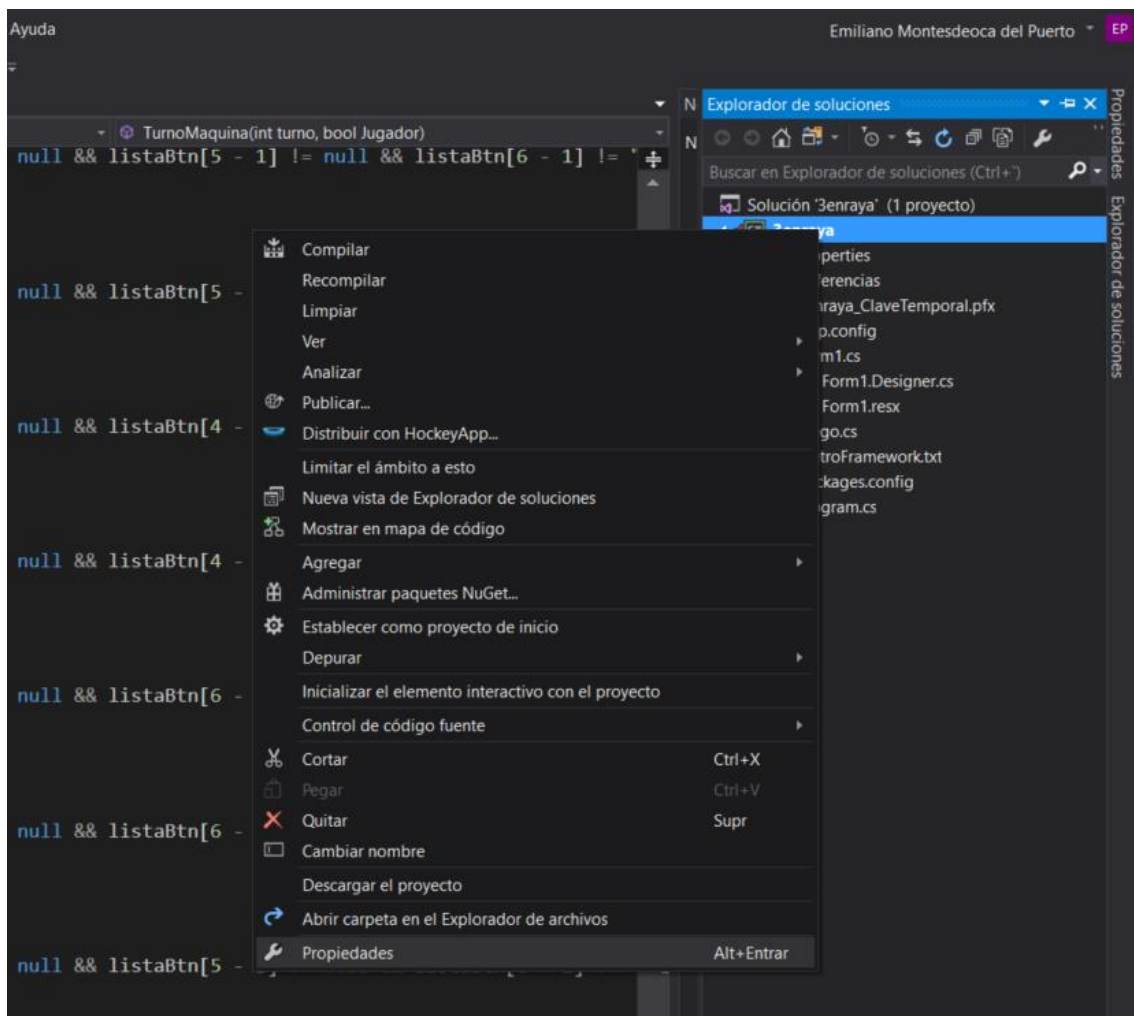 Ayuda
Emiliano Montesdeoca del Puerto EP
N Explorador de soluciones
TurnoMaquina(int turno, bool Jugador)
N
null && listaBtn[5 - 1] != null && listaBtn[6 - 1] != "
Buscar en Explorador de soluciones (Ctrl+`)
Solución '3enraya' (1 proyecto)
3enraya
perties
erencias
nraya_ClaveTemporal.pfx
p.config
m1.cs
Form1.Designer.cs
Form1.resx
go.cs
troFramework.txt
ckages.config
gram.cs
Propiedades
Explorador de soluciones
null && listaBtn[5 -
null && listaBtn[4 -
null && listaBtn[4 -
null && listaBtn[6 -
null && listaBtn[6 -
null && listaBtn[5 -
Compilar
Recompilar
Limpiar
Ver
Analizar
Publicar...
Distribuir con HockeyApp...
Limitar el ámbito a esto
Nueva vista de Explorador de soluciones
Mostrar en mapa de código
Agregar
Administrar paquetes NuGet...
Establecer como proyecto de inicio
Depurar
Inicializar el elemento interactivo con el proyecto
Control de código fuente
Cortar Ctrl+X
Pegar Ctrl+V
Quitar Supr
Cambiar nombre
Descargar el proyecto
Abrir carpeta en el Explorador de archivos
Propiedades Alt+Entrar